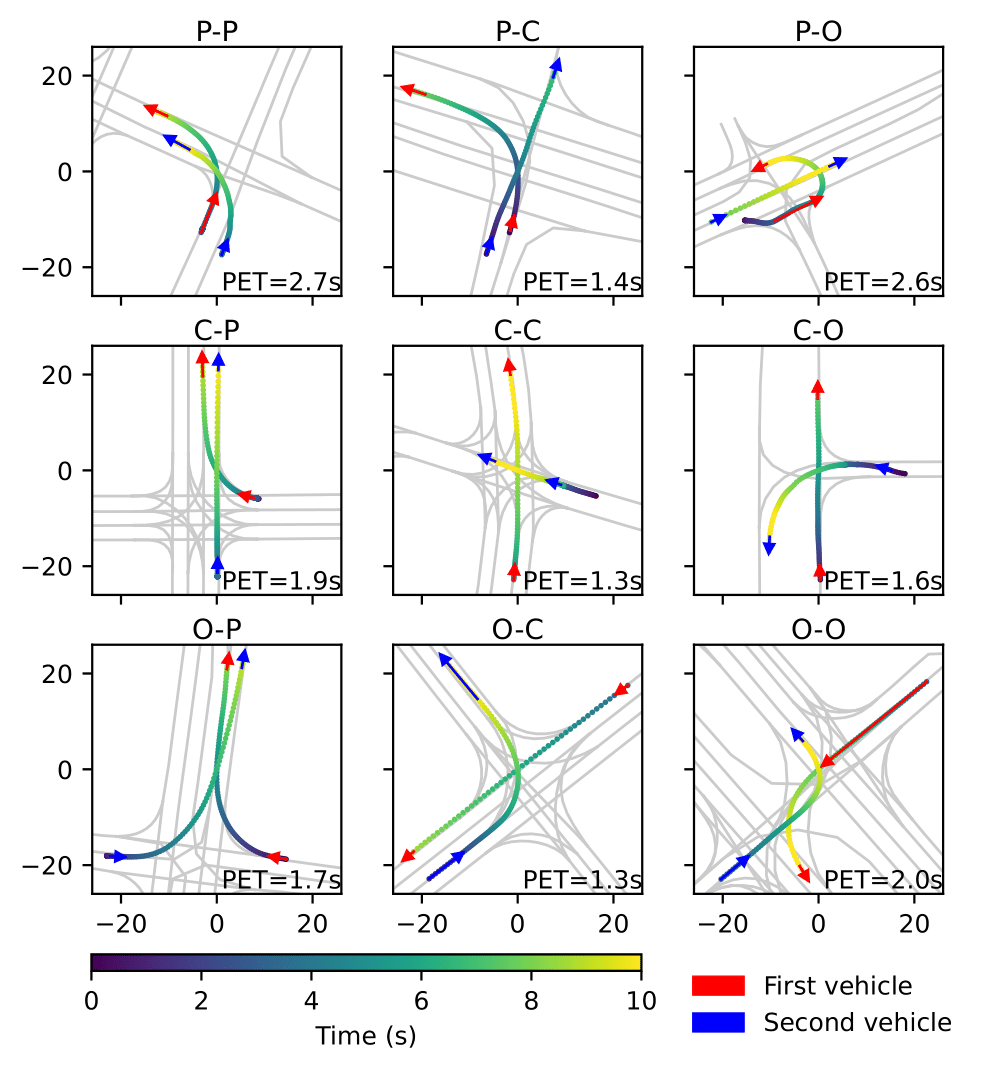 P-P P-C P-O
20
0
−20
PET=2.7s PET=1.4s PET=2.6s
C-P C-C C-O
20
0
−20
PET=1.9s PET=1.3s PET=1.6s
O-P O-C O-O
20
0
−20
PET=1.7s PET=1.3s PET=2.0s
−20 0 20 −20 0 20 −20 0 20
0 2 4 6 8 10
Time (s)
First vehicle
Second vehicle